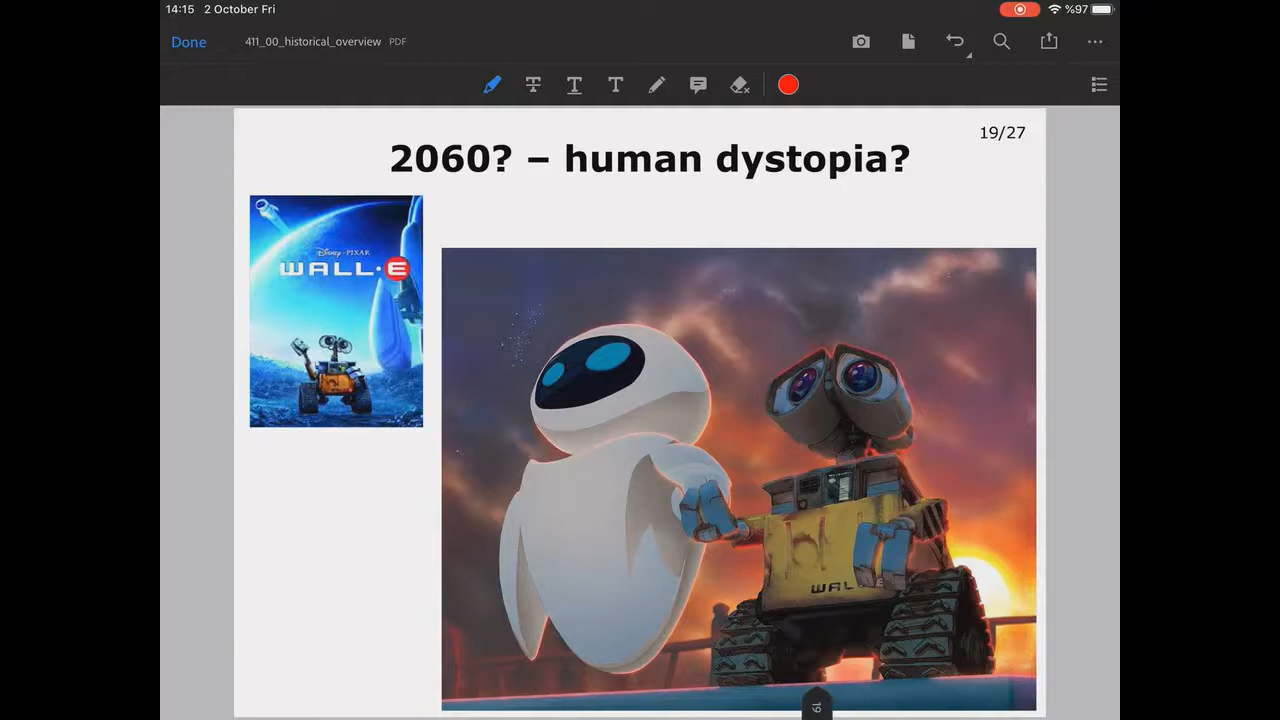 14:15 2 October Fri
%97
Done
411_00_historical_overview PDF
T T T
19/27
2060? – human dystopia?
Disney·PIXAR
WALL·E
WALL·E
19